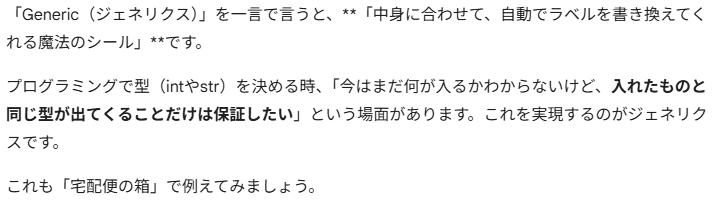 「Generic（ジェネリクス）」を一言で言うと、**「中身に合わせて、自動でラベルを書き換えてく
れる魔法のシール」**です。
プログラミングで型（intやstr）を決める時、「今はまだ何が入るかわからないけど、入れたものと
同じ型が出てくることだけは保証したい」という場面があります。これを実現するのがジェネリク
スです。
これも「宅配便の箱」で例えてみましょう。